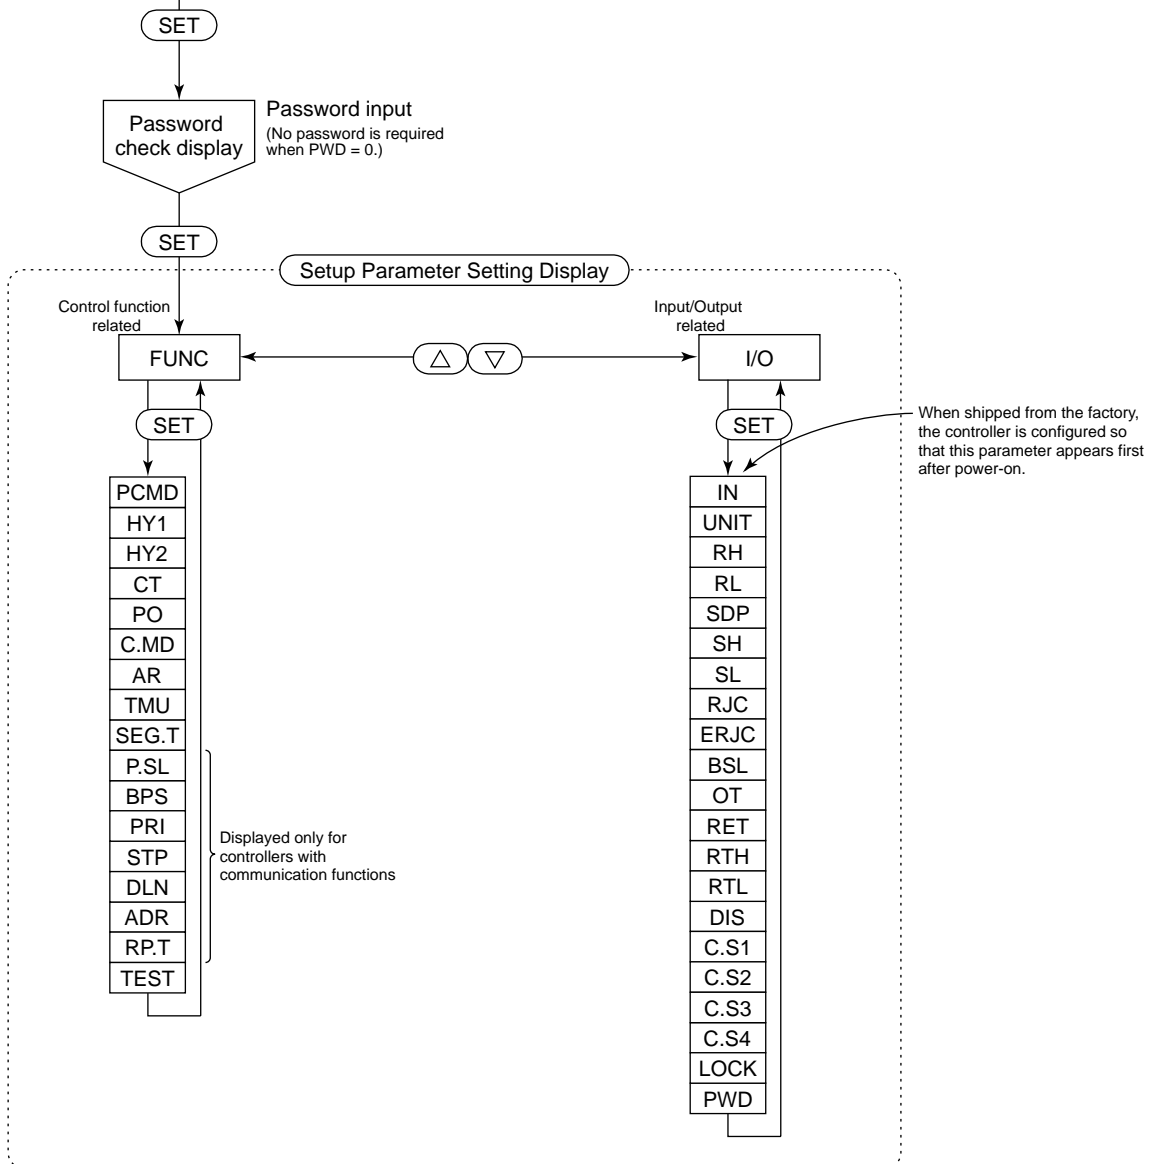 SET
Password
check display
Password input
(No password is required
when PWD = 0.)
SET
Setup Parameter Setting Display
Control function
related
FUNC
△ ▽
Input/Output
related
I/O
SET
SET
When shipped from the factory,
the controller is configured so
that this parameter appears first
after power-on.
PCMD
HY1
HY2
CT
PO
C.MD
AR
TMU
SEG.T
P.SL
BPS
PRI
STP
DLN
ADR
RP.T
TEST
Displayed only for
controllers with
communication functions
IN
UNIT
RH
RL
SDP
SH
SL
RJC
ERJC
BSL
OT
RET
RTH
RTL
DIS
C.S1
C.S2
C.S3
C.S4
LOCK
PWD